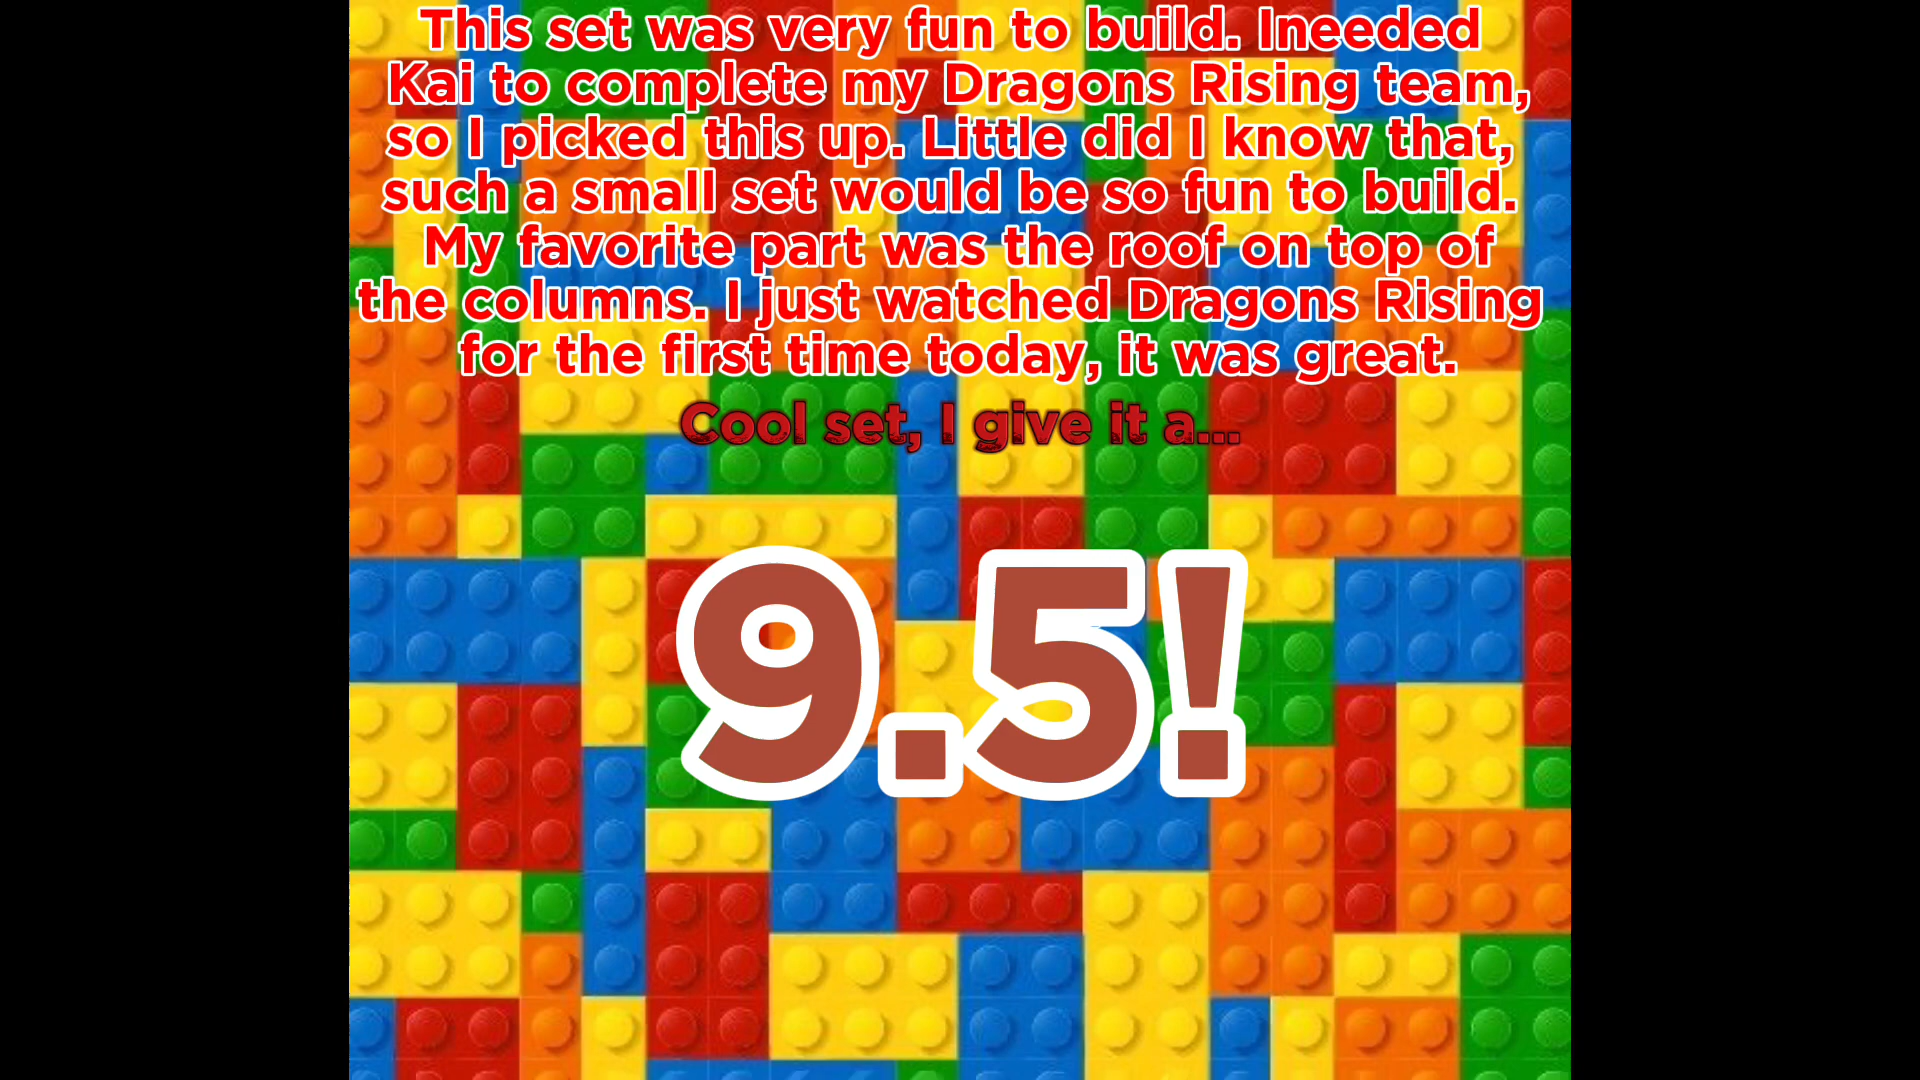 This set was very fun to build. Ineeded
Kai to complete my Dragons Rising team,
so I picked this up. Little did I know that,
such a small set would be so fun to build.
My favorite part was the roof on top of
the columns. I just watched Dragons Rising
for the first time today, it was great.
Cool set, I give it a...
9.5!